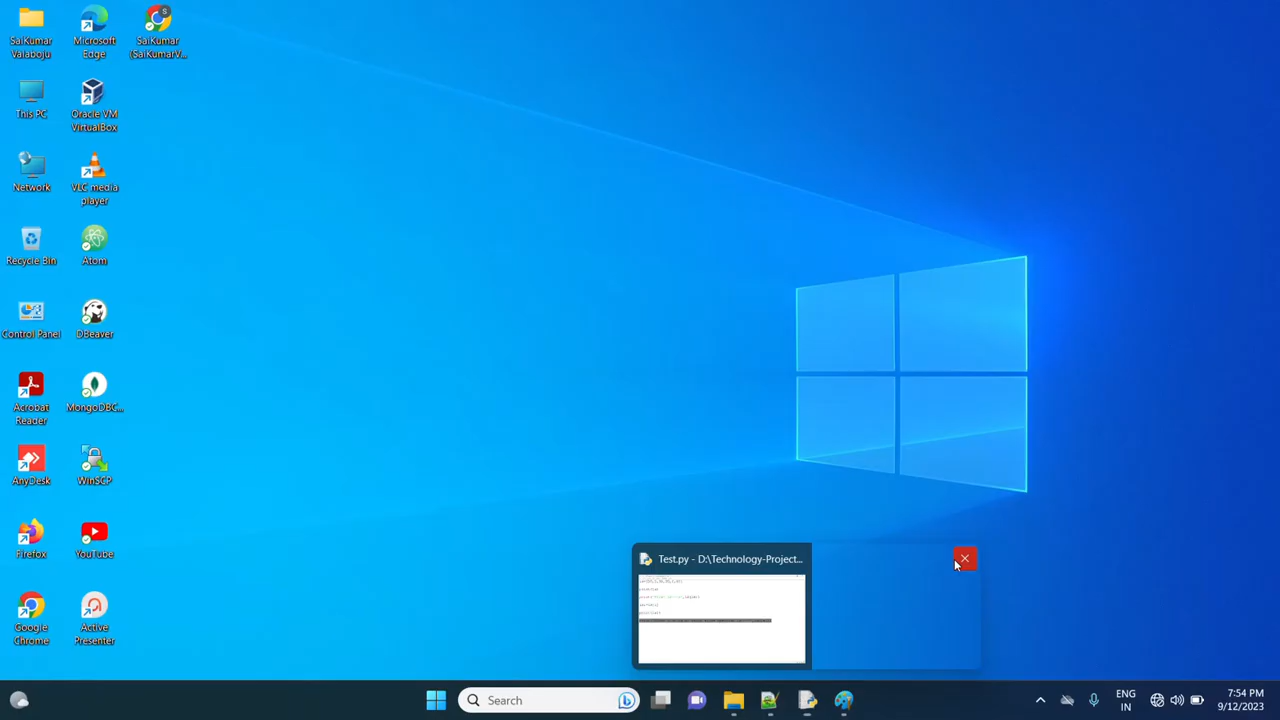 SaiKumar
Valaboju
Microsoft
Edge
SaiKumar
(SaiKumarV...
This PC
Oracle VM
VirtualBox
Network
VLC media
player
Recycle Bin
Atom
Control Panel
DBeaver
Acrobat
Reader
MongoDBC...
AnyDesk
WinSCP
Firefox
YouTube
Google
Chrome
Active
Presenter
Test.py - D:\Technology-Project...
Search
ENG
IN
7:54 PM
9/12/2023